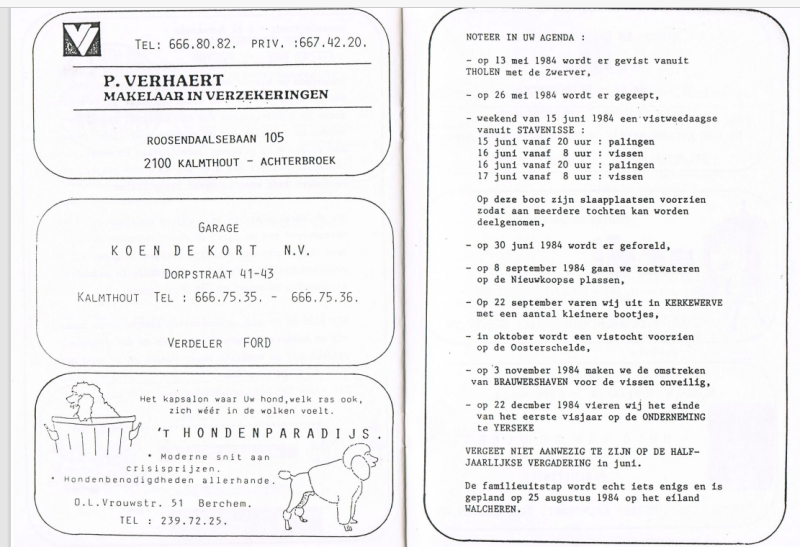 V
TEL: 666.80.82. PRIV. :667.42.20.
P. VERHAERT
MAKELAAR IN VERZEKERINGEN
ROOSENDAALSEBAAN 105
2100 KALMTHOUT - ACHTERBROEK
GARAGE
KOEN DE KORT N.V.
DORPSTRAAT 41-43
KALMTHOUT TEL : 666.75.35. - 666.75.36.
VERDELER FORD
Het kapsalon waar Uw hond,welk ras ook,
zich wéér in de wolken voelt.
't HONDENPARADIJS.
* Moderne snit aan
crisisprijzen.
* Hondenbenodigdheden allerhande.
O.L.Vrouwstr. 51 Berchem.
TEL : 239.72.25.
NOTEER IN UW AGENDA :
- op 13 mei 1984 wordt er gevist vanuit
THOLEN met de Zwerver,
- op 26 mei 1984 wordt er gegeept,
- weekend van 15 juni 1984 een vistweedaagse
vanuit STAVENISSE :
15 juni vanaf 20 uur : palingen
16 juni vanaf 8 uur : vissen
16 juni vanaf 20 uur : palingen
17 juni vanaf 8 uur : vissen
Op deze boot zijn slaapplaatsen voorzien
zodat aan meerdere tochten kan worden
deelgenomen,
- op 30 juni 1984 wordt er geforeld,
- op 8 september 1984 gaan we zoetwateren
op de Nieuwkoopse plassen,
- Op 22 september varen wij uit in KERKEWERVE
met een aantal kleinere bootjes,
- in oktober wordt een vistocht voorzien
op de Oosterschelde,
- op 3 november 1984 maken we de omstreken
van BRAUWERSHAVEN voor de vissen onveilig,
- op 22 decmber 1984 vieren wij het einde
van het eerste visjaar op de ONDERNEMING
te YERSEKE
VERGEET NIET AANWEZIG TE ZIJN OP DE HALF-
JAARLIJKSE VERGADERING in juni.
De familieuitstap wordt echt iets enigs en is
gepland op 25 augustus 1984 op het eiland
WALCHEREN.